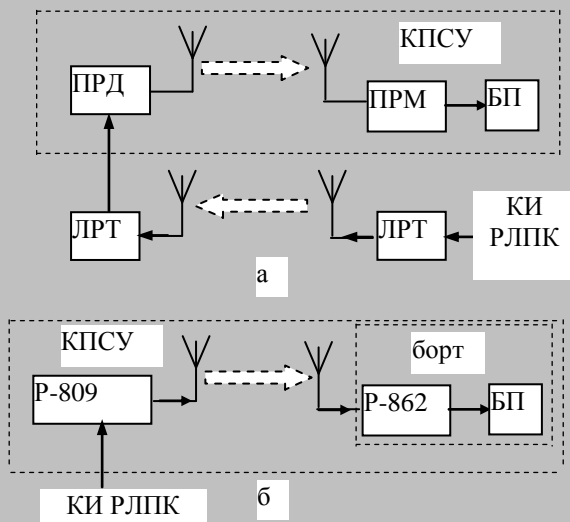 КПСУ
ПРД
ПРМ
БП
ЛРТ
ЛРТ
КИ
РЛПК
а
КПСУ
борт
Р-809
Р-862
БП
КИ РЛПК
б